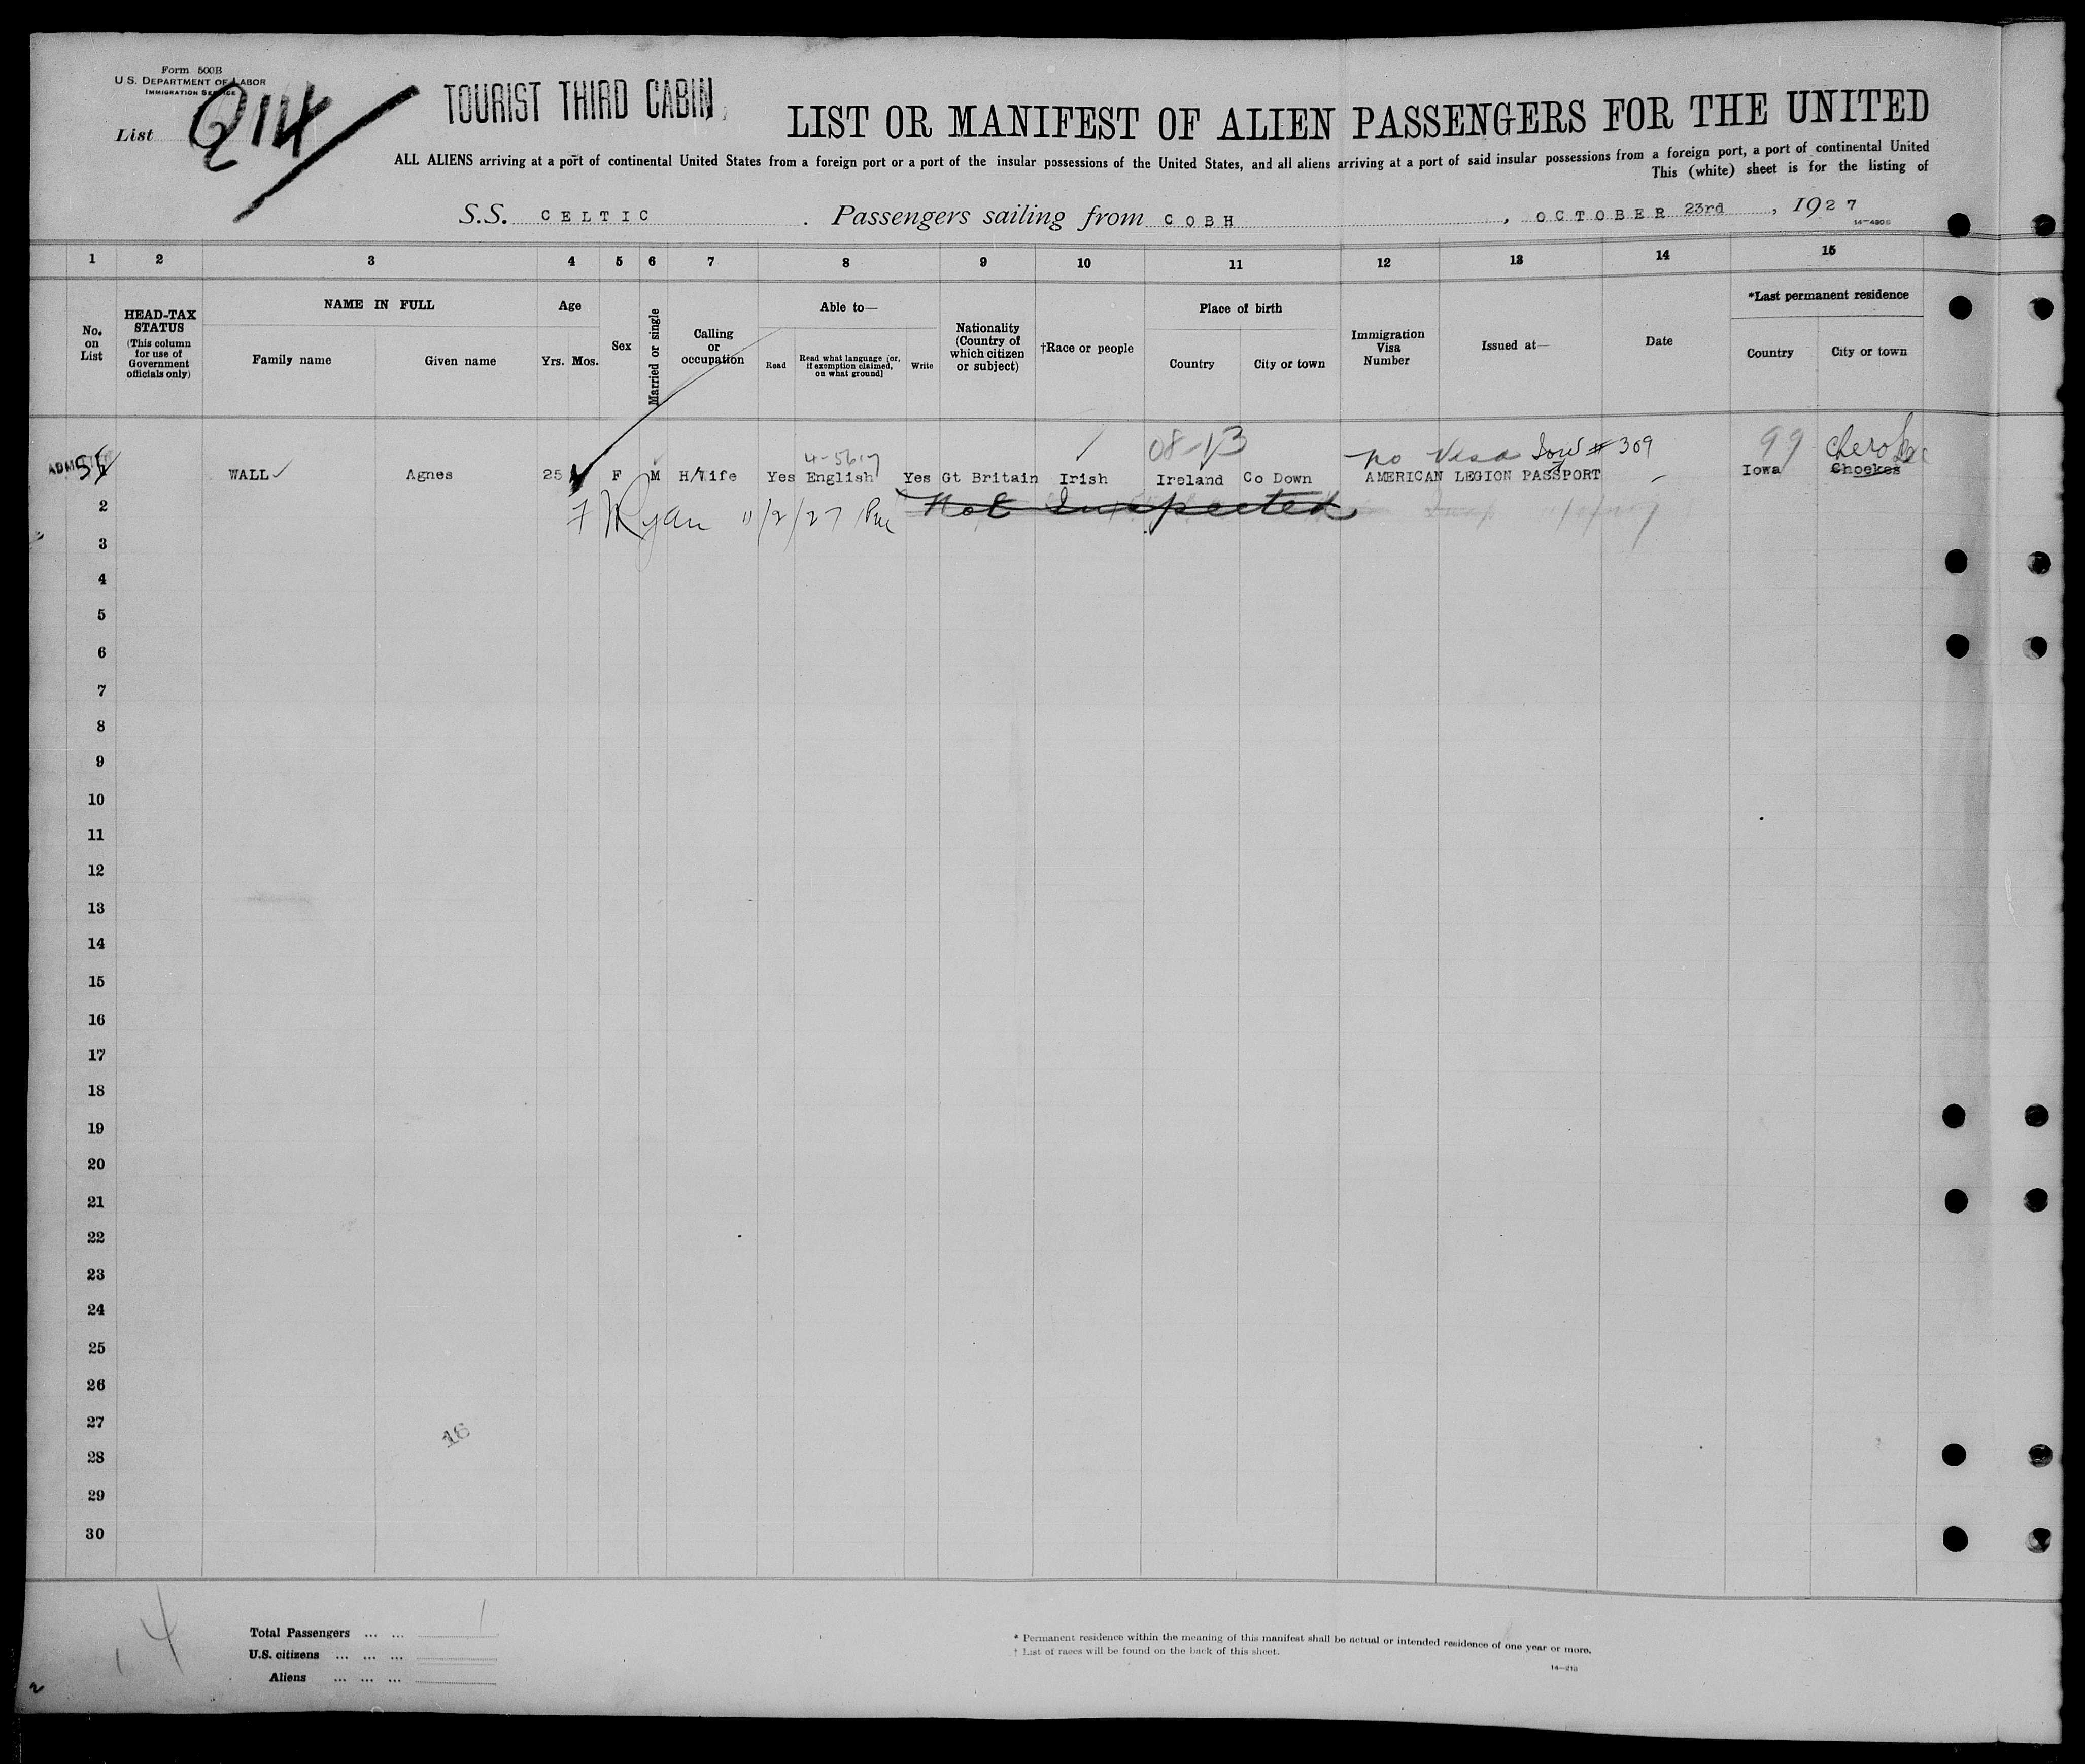 Form 500B
U.S. DEPARTMENT OF LABOR
IMMIGRATION SERVICE
List Q 114
TOURIST THIRD CABIN
LIST OR MANIFEST OF ALIEN PASSENGERS FOR THE UNITED
ALL ALIENS arriving at a port of continental United States from a foreign port or a port of the insular possessions of the United States, and all aliens arriving at a port of said insular possessions from a foreign port, a port of continental United
This (white) sheet is for the listing of
S.S. CELTIC . Passengers sailing from COBH , OCTOBER 23rd , 1927
1 2 3 4 5 6 7 8 9 10 11 12 13 14 15
No. on List
HEAD-TAX STATUS (This column for use of Government officials only)
NAME IN FULL
Family name Given name
Age
Yrs. Mos.
Sex
Married or single
Calling or occupation
Able to—
Read
Read what language [or, if exemption claimed, on what ground]
Write
Nationality (Country of which citizen or subject)
†Race or people
Place of birth
Country City or town
Immigration Visa Number
Issued at—
Date
*Last permanent residence
Country City or town
4-5617 08-13 no Visa # 309 99 Cherokee
ADMITTED WALL Agnes 25 F M H/Wife Yes English Yes Gt Britain Irish Ireland Co Down AMERICAN LEGION PASSPORT Iowa Choekes
2 Ryan 11/2/27 Not Inspected
3
4
5
6
7
8
9
10
11
12
13
14
15
16
17
18
19
20
21
22
23
24
25
26
27
16
28
29
30
14
Total Passengers ... ... 1
U.S. citizens ... ... ...
Aliens ... ... ...
* Permanent residence within the meaning of this manifest shall be actual or intended residence of one year or more.
† List of races will be found on the back of this sheet.